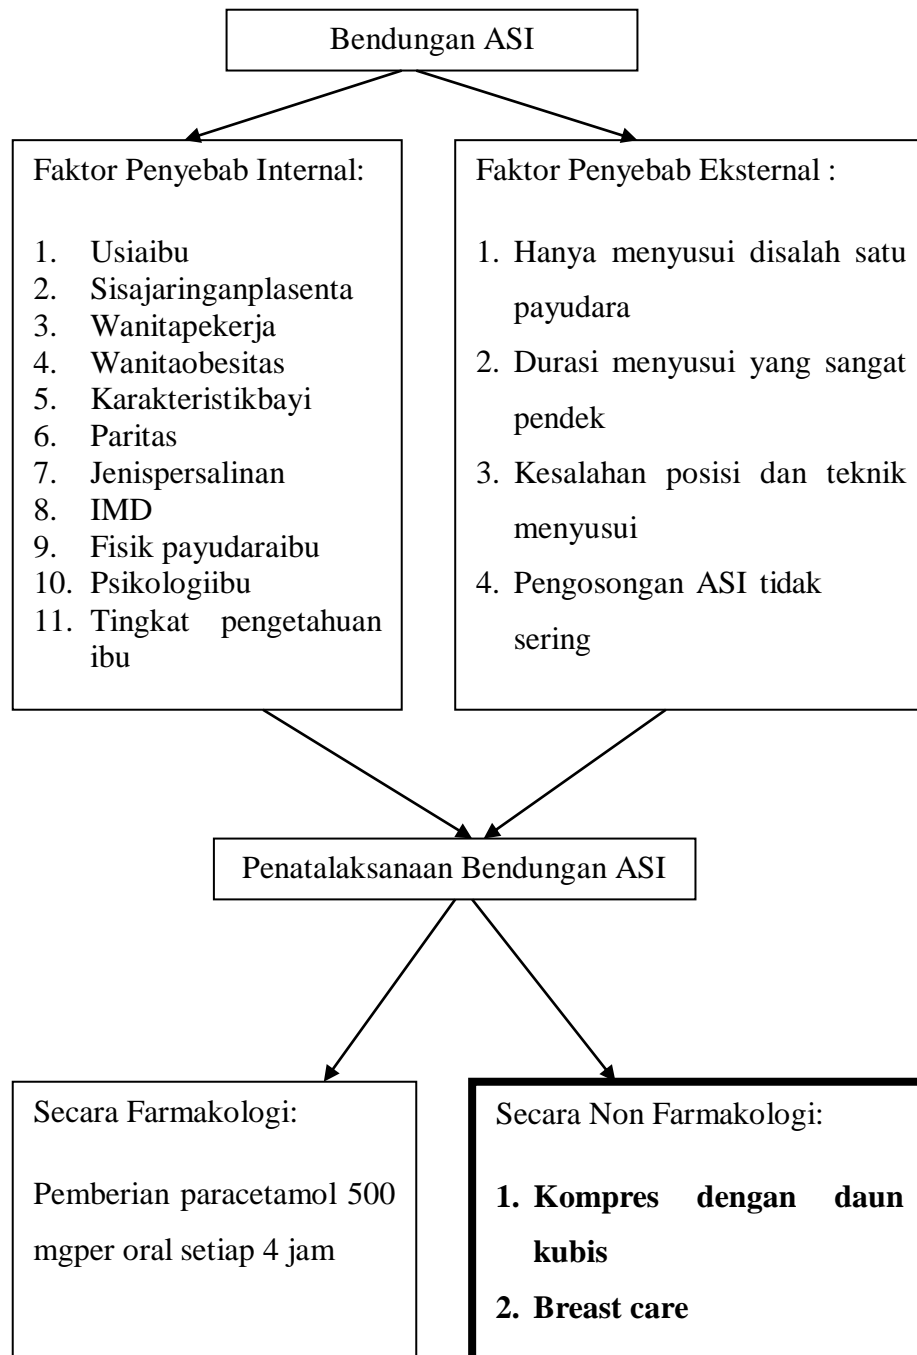 Bendungan ASI
Faktor Penyebab Internal:
1. Usiaibu
2. Sisajaringanplasenta
3. Wanitapekerja
4. Wanitaobesitas
5. Karakteristikbayi
6. Paritas
7. Jenispersalinan
8. IMD
9. Fisik payudaraibu
10. Psikologiibu
11. Tingkat pengetahuan
ibu
Faktor Penyebab Eksternal :
1. Hanya menyusui disalah satu
payudara
2. Durasi menyusui yang sangat
pendek
3. Kesalahan posisi dan teknik
menyusui
4. Pengosongan ASI tidak
sering
Penatalaksanaan Bendungan ASI
Secara Farmakologi:
Pemberian paracetamol 500
mgper oral setiap 4 jam
Secara Non Farmakologi:
1. Kompres dengan daun
kubis
2. Breast care